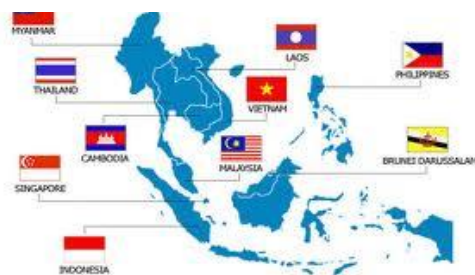 MYANMAR
LAOS
PHILIPPINES
THAILAND
VIETNAM
CAMBODIA
MALAYSIA
BRUNEI DARUSSALAM
SINGAPORE
INDONESIA